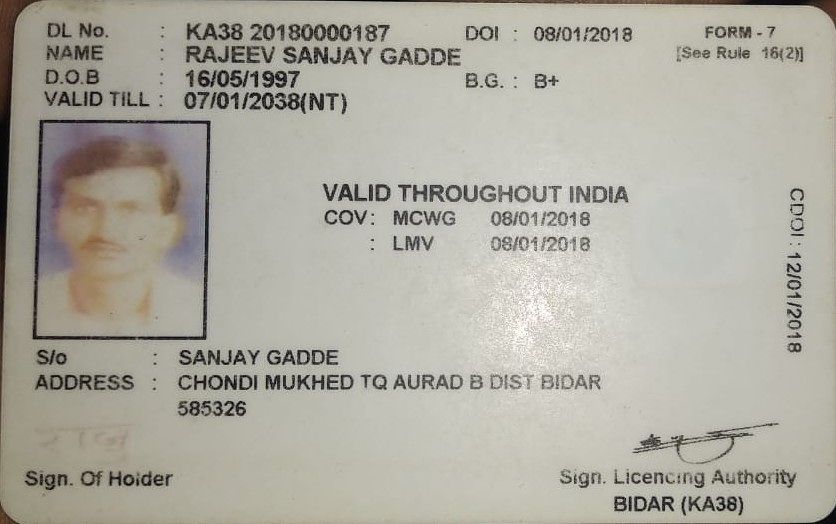 DL No. : KA38 20180000187 DOI : 08/01/2018 FORM - 7
NAME : RAJEEV SANJAY GADDE [See Rule 16(2)]
D.O.B : 16/05/1997 B.G. : B+
VALID TILL : 07/01/2038(NT)
VALID THROUGHOUT INDIA
COV: MCWG 08/01/2018
: LMV 08/01/2018
CDOI : 12/01/2018
S/o : SANJAY GADDE
ADDRESS : CHONDI MUKHED TQ AURAD B DIST BIDAR
585326
Sign. Of Holder
Sign. Licencing Authority
BIDAR (KA38)